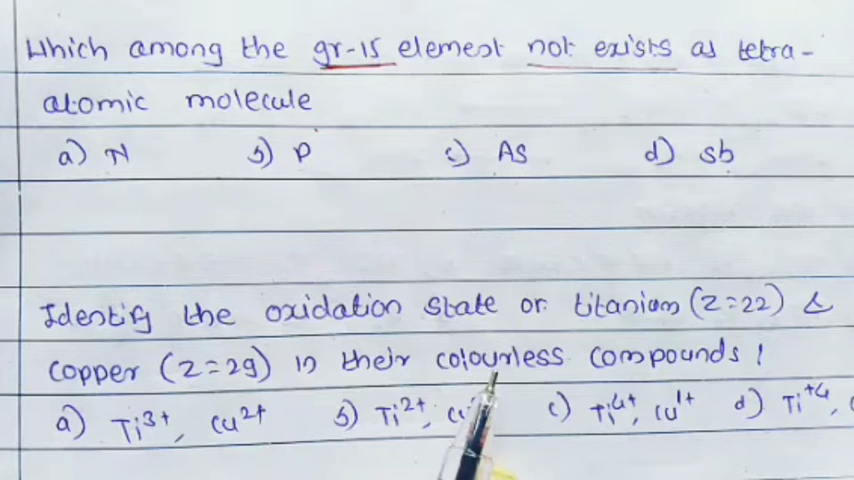 Which among the gr-15 element not exists as tetra-
atomic molecule
a) N b) P c) AS d) sb
Identify the oxidation state or titanium (Z=22) &
copper (Z=29) in their colourless compounds!
a) Ti3+, Cu2+ b) Ti2+, c) Ti4+, Cu1+ d) Ti+4,